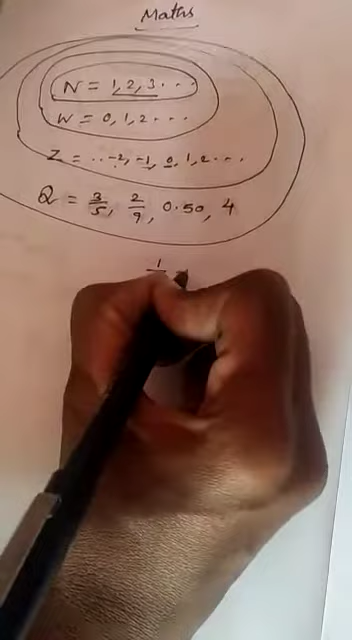 Maths
N = 1, 2, 3 ...
W = 0, 1, 2 ...
Z = .. -2, -1, 0, 1, 2 ...
Q = 3/5, 2/9, 0.50, 4
1